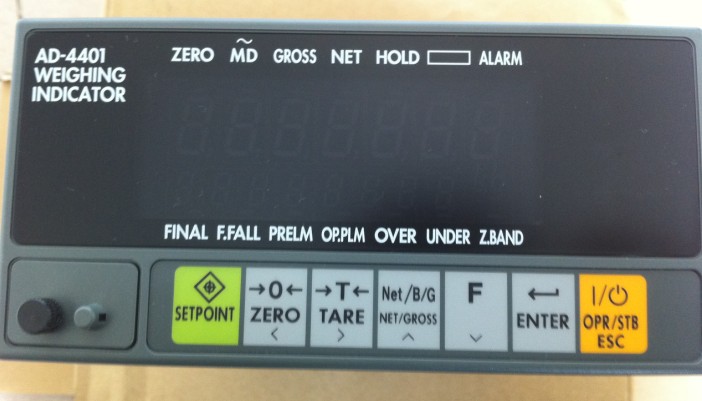 AD-4401
WEIGHING
INDICATOR
ZERO MD GROSS NET HOLD ALARM
FINAL F.FALL PRELM OP.PLM OVER UNDER Z.BAND
SETPOINT
→0←
ZERO
<
→T←
TARE
>
Net/B/G
NET/GROSS
F
ENTER
I/⏻
OPR/STB
ESC